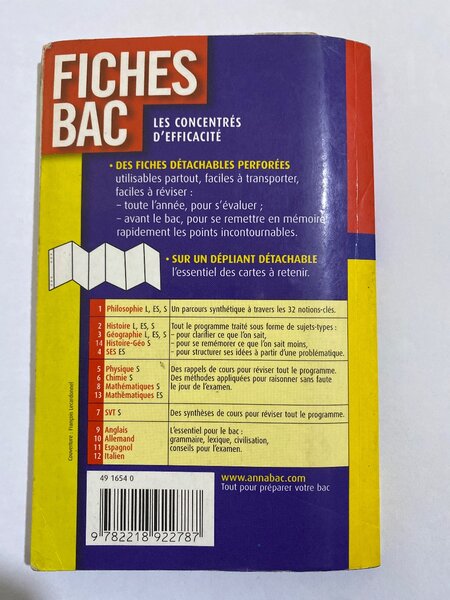 FICHES
BAC
LES CONCENTRÉS
D'EFFICACITÉ
• DES FICHES DÉTACHABLES PERFORÉES
utilisables partout, faciles à transporter,
faciles à réviser :
– toute l'année, pour s'évaluer ;
– avant le bac, pour se remettre en mémoire
rapidement les points incontournables.
• SUR UN DÉPLIANT DÉTACHABLE
l'essentiel des cartes à retenir.
1 Philosophie L, ES, S Un parcours synthétique à travers les 32 notions-clés.
2 Histoire L, ES, S Tout le programme traité sous forme de sujets-types :
3 Géographie L, ES, S – pour clarifier ce que l'on sait,
14 Histoire-Géo S – pour se remémorer ce que l'on sait moins,
4 SES ES – pour structurer ses idées à partir d'une problématique.
5 Physique S Des rappels de cours pour réviser tout le programme.
6 Chimie S Des méthodes appliquées pour raisonner sans faute
8 Mathématiques S le jour de l'examen.
13 Mathématiques ES
7 SVT S Des synthèses de cours pour réviser tout le programme.
9 Anglais L'essentiel pour le bac :
10 Allemand grammaire, lexique, civilisation,
11 Espagnol conseils pour l'examen.
12 Italien
Couverture : François Lecardonnel
www.annabac.com
Tout pour préparer votre bac
49 1654 0
9 782218 922787